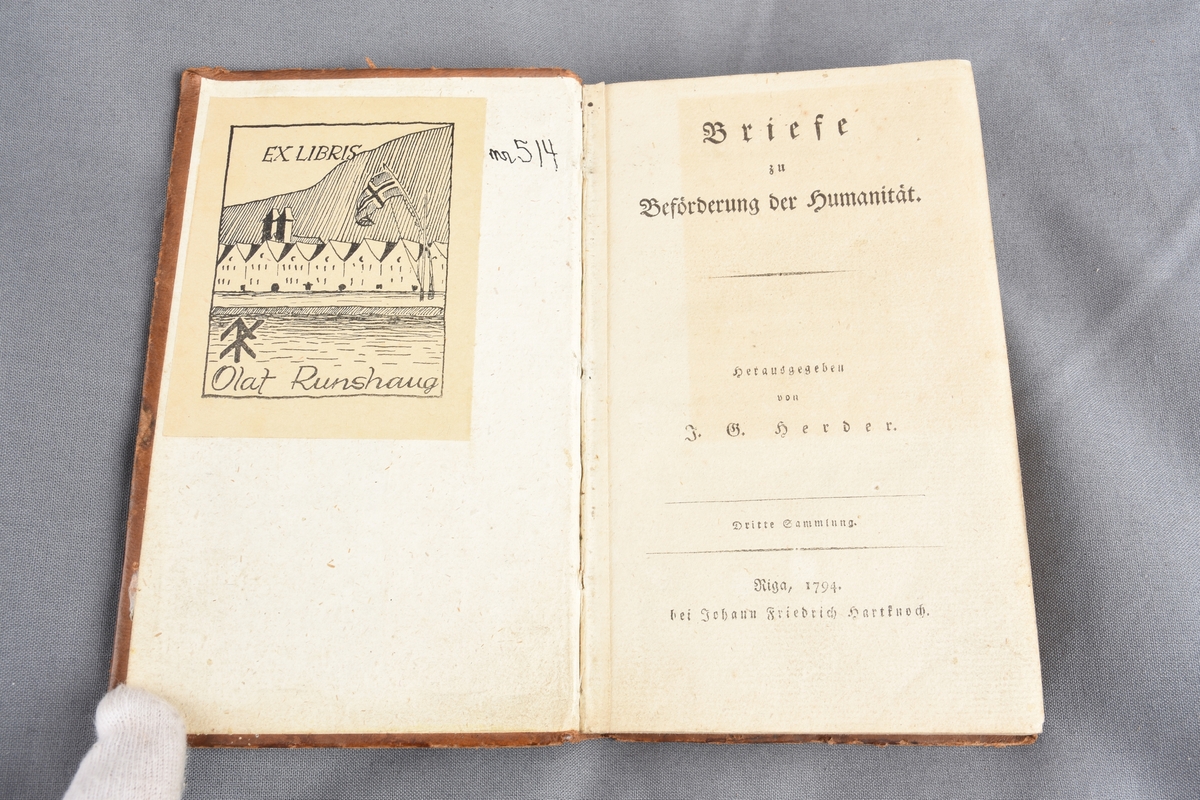 EX LIBRIS
Olaf Runshaug
nr 514
Briefe
zu
Beförderung der Humanität.
Herausgegeben
von
J. G. Herder.
Dritte Sammlung.
Riga, 1794.
bei Johann Friedrich Hartknoch.